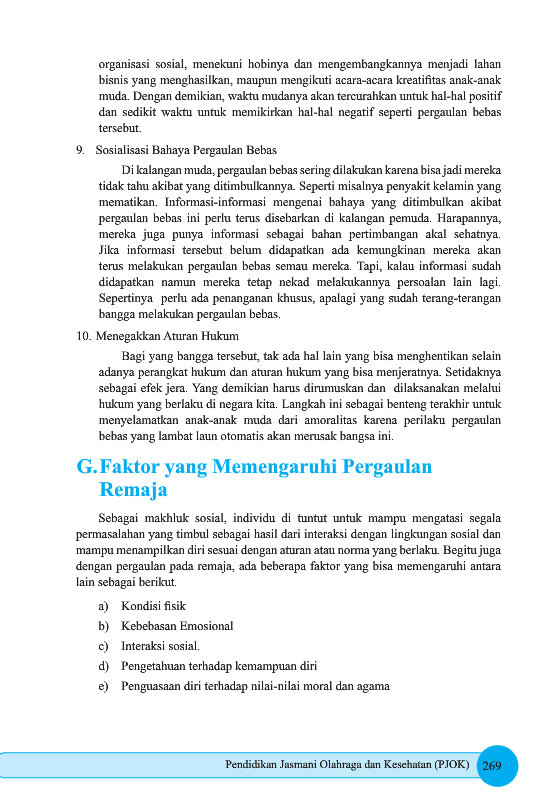 organisasi sosial, menekuni hobinya dan mengembangkannya menjadi lahan
bisnis yang menghasilkan, maupun mengikuti acara-acara kreatifitas anak-anak
muda. Dengan demikian, waktu mudanya akan tercurahkan untuk hal-hal positif
dan sedikit waktu untuk memikirkan hal-hal negatif seperti pergaulan bebas
tersebut.
9. Sosialisasi Bahaya Pergaulan Bebas
Di kalangan muda, pergaulan bebas sering dilakukan karena bisa jadi mereka
tidak tahu akibat yang ditimbulkannya. Seperti misalnya penyakit kelamin yang
mematikan. Informasi-informasi mengenai bahaya yang ditimbulkan akibat
pergaulan bebas ini perlu terus disebarkan di kalangan pemuda. Harapannya,
mereka juga punya informasi sebagai bahan pertimbangan akal sehatnya.
Jika informasi tersebut belum didapatkan ada kemungkinan mereka akan
terus melakukan pergaulan bebas semau mereka. Tapi, kalau informasi sudah
didapatkan namun mereka tetap nekad melakukannya persoalan lain lagi.
Sepertinya perlu ada penanganan khusus, apalagi yang sudah terang-terangan
bangga melakukan pergaulan bebas.
10. Menegakkan Aturan Hukum
Bagi yang bangga tersebut, tak ada hal lain yang bisa menghentikan selain
adanya perangkat hukum dan aturan hukum yang bisa menjeratnya. Setidaknya
sebagai efek jera. Yang demikian harus dirumuskan dan dilaksanakan melalui
hukum yang berlaku di negara kita. Langkah ini sebagai benteng terakhir untuk
menyelamatkan anak-anak muda dari amoralitas karena perilaku pergaulan
bebas yang lambat laun otomatis akan merusak bangsa ini.
G.Faktor yang Memengaruhi Pergaulan
Remaja
Sebagai makhluk sosial, individu di tuntut untuk mampu mengatasi segala
permasalahan yang timbul sebagai hasil dari interaksi dengan lingkungan sosial dan
mampu menampilkan diri sesuai dengan aturan atau norma yang berlaku. Begitu juga
dengan pergaulan pada remaja, ada beberapa faktor yang bisa memengaruhi antara
lain sebagai berikut.
a) Kondisi fisik
b) Kebebasan Emosional
c) Interaksi sosial.
d) Pengetahuan terhadap kemampuan diri
e) Penguasaan diri terhadap nilai-nilai moral dan agama
Pendidikan Jasmani Olahraga dan Kesehatan (PJOK) 269